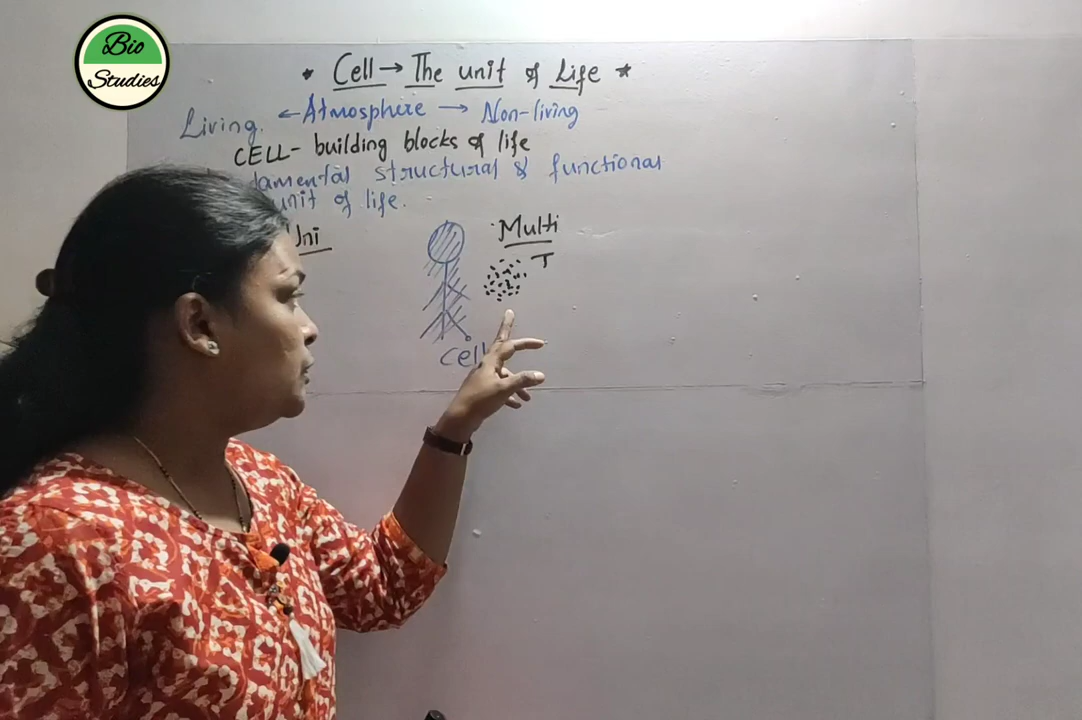 Bio
Studies
* Cell → The unit of Life *
Living. ← Atmosphere → Non-living
CELL - building blocks of life
damental structural & functional
unit of life.
Uni
Multi
T
Cell